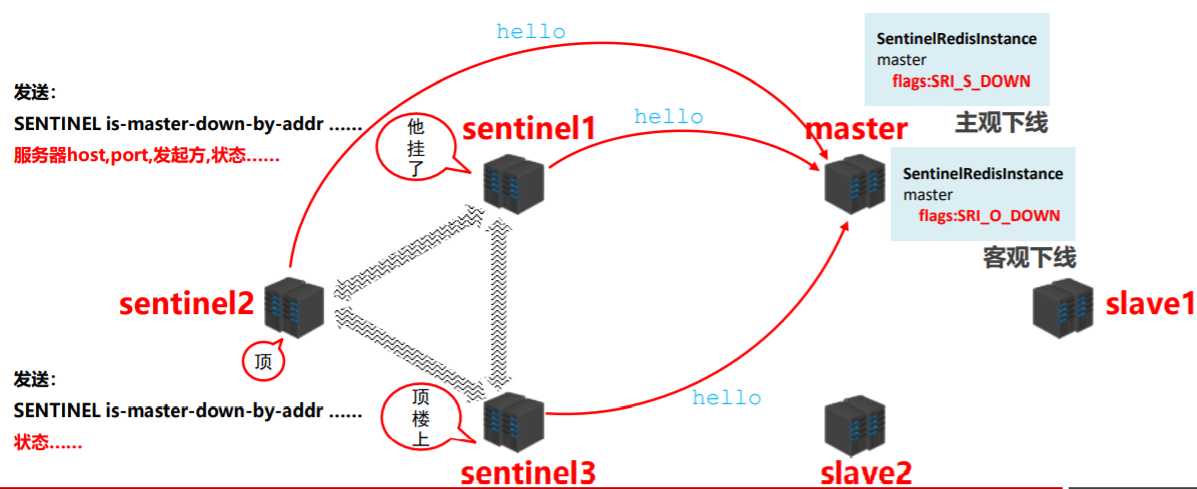 hello
SentinelRedisInstance
master
flags:SRI_S_DOWN
主观下线
发送：
SENTINEL is-master-down-by-addr ……
服务器host,port,发起方,状态……
他
挂
了
sentinel1
hello
master
SentinelRedisInstance
master
flags:SRI_O_DOWN
客观下线
sentinel2
slave1
顶
发送：
SENTINEL is-master-down-by-addr ……
状态……
顶
楼
上
hello
sentinel3
slave2